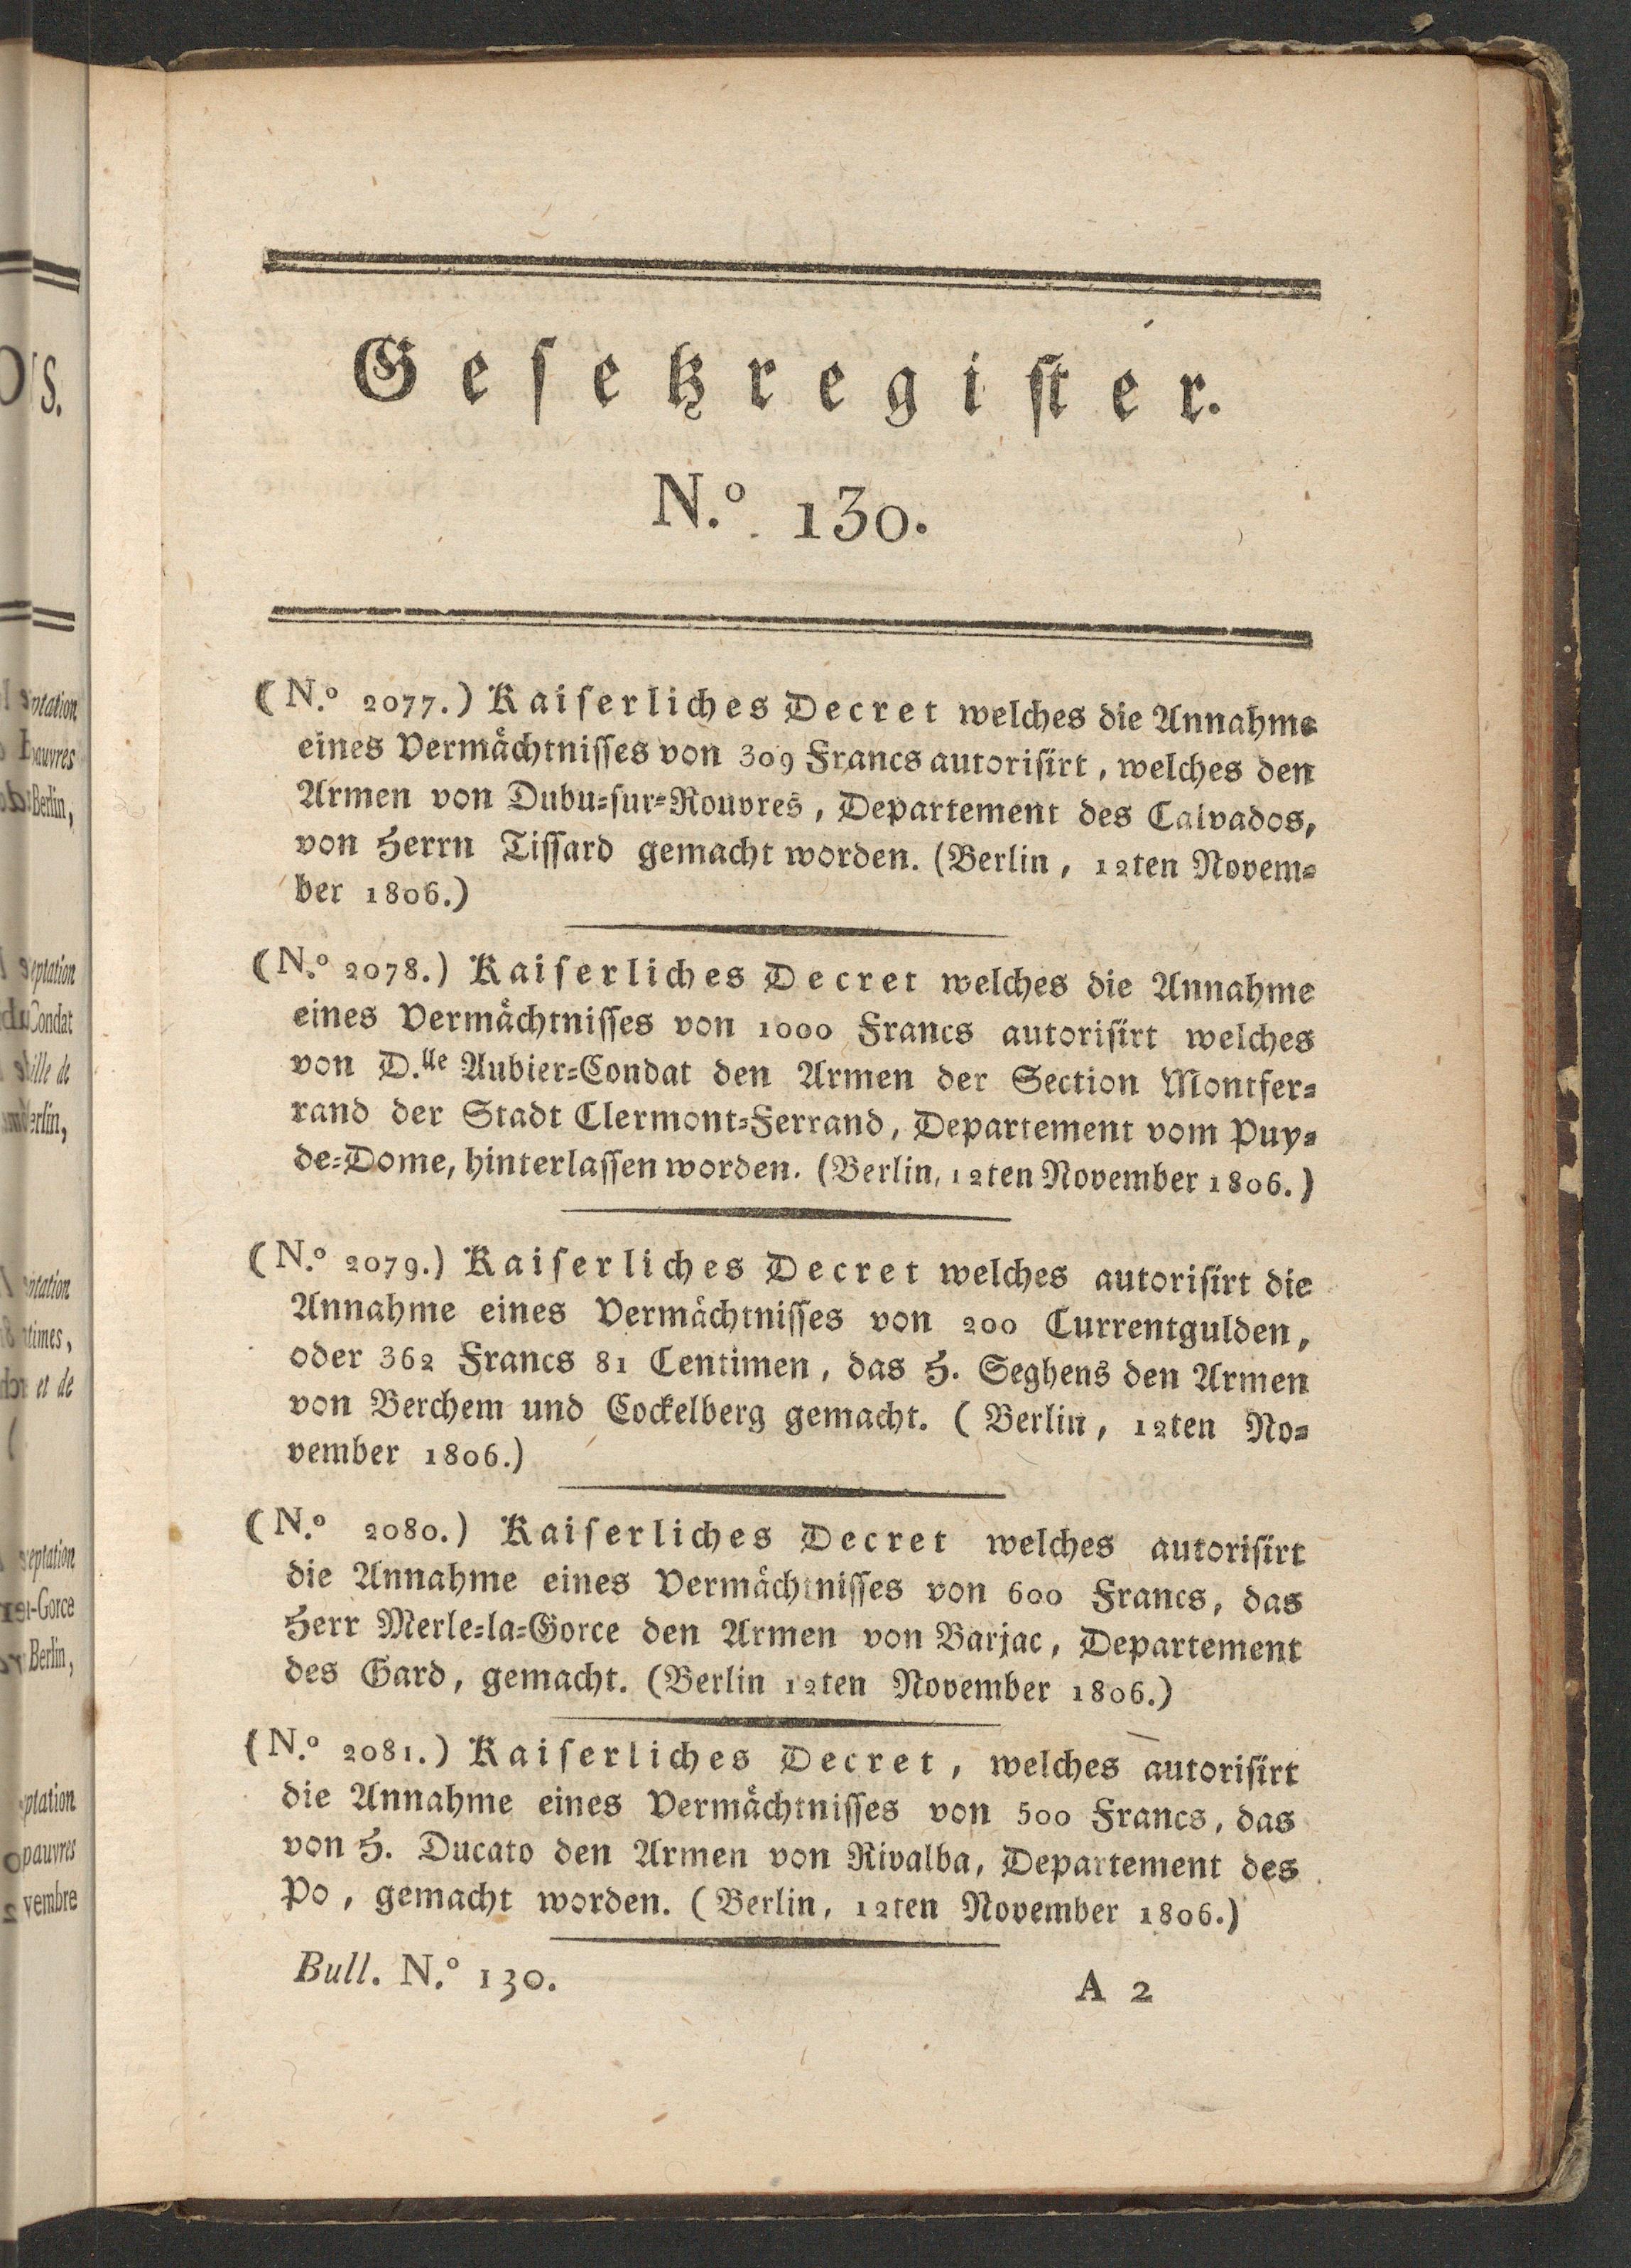 Gesetzregister.
N.º 130.
(N.º 2077.) Kaiserliches Decret welches die Annahme
eines Vermächtnisses von 309 Francs autorisirt, welches den
Armen von Dubu-sur-Rouvres, Departement des Calvados,
von Herrn Tissard gemacht worden. (Berlin, 12ten Novem-
ber 1806.)
(N.º 2078.) Kaiserliches Decret welches die Annahme
eines Vermächtnisses von 1000 Francs autorisirt welches
von D.lle Aubier-Condat den Armen der Section Montfer-
rand der Stadt Clermont-Ferrand, Departement vom Puy-
de-Dome, hinterlassen worden. (Berlin, 12ten November 1806.)
(N.º 2079.) Kaiserliches Decret welches autorisirt die
Annahme eines Vermächtnisses von 200 Currentgulden,
oder 362 Francs 81 Centimen, das H. Seghens den Armen
von Berchem und Cockelberg gemacht. (Berlin, 12ten No-
vember 1806.)
(N.º 2080.) Kaiserliches Decret welches autorisirt
die Annahme eines Vermächtnisses von 600 Francs, das
Herr Merle-la-Gorce den Armen von Barjac, Departement
des Gard, gemacht. (Berlin 12ten November 1806.)
(N.º 2081.) Kaiserliches Decret, welches autorisirt
die Annahme eines Vermächtnisses von 500 Francs, das
von H. Ducato den Armen von Rivalba, Departement des
Po, gemacht worden. (Berlin, 12ten November 1806.)
Bull. N.º 130. A 2